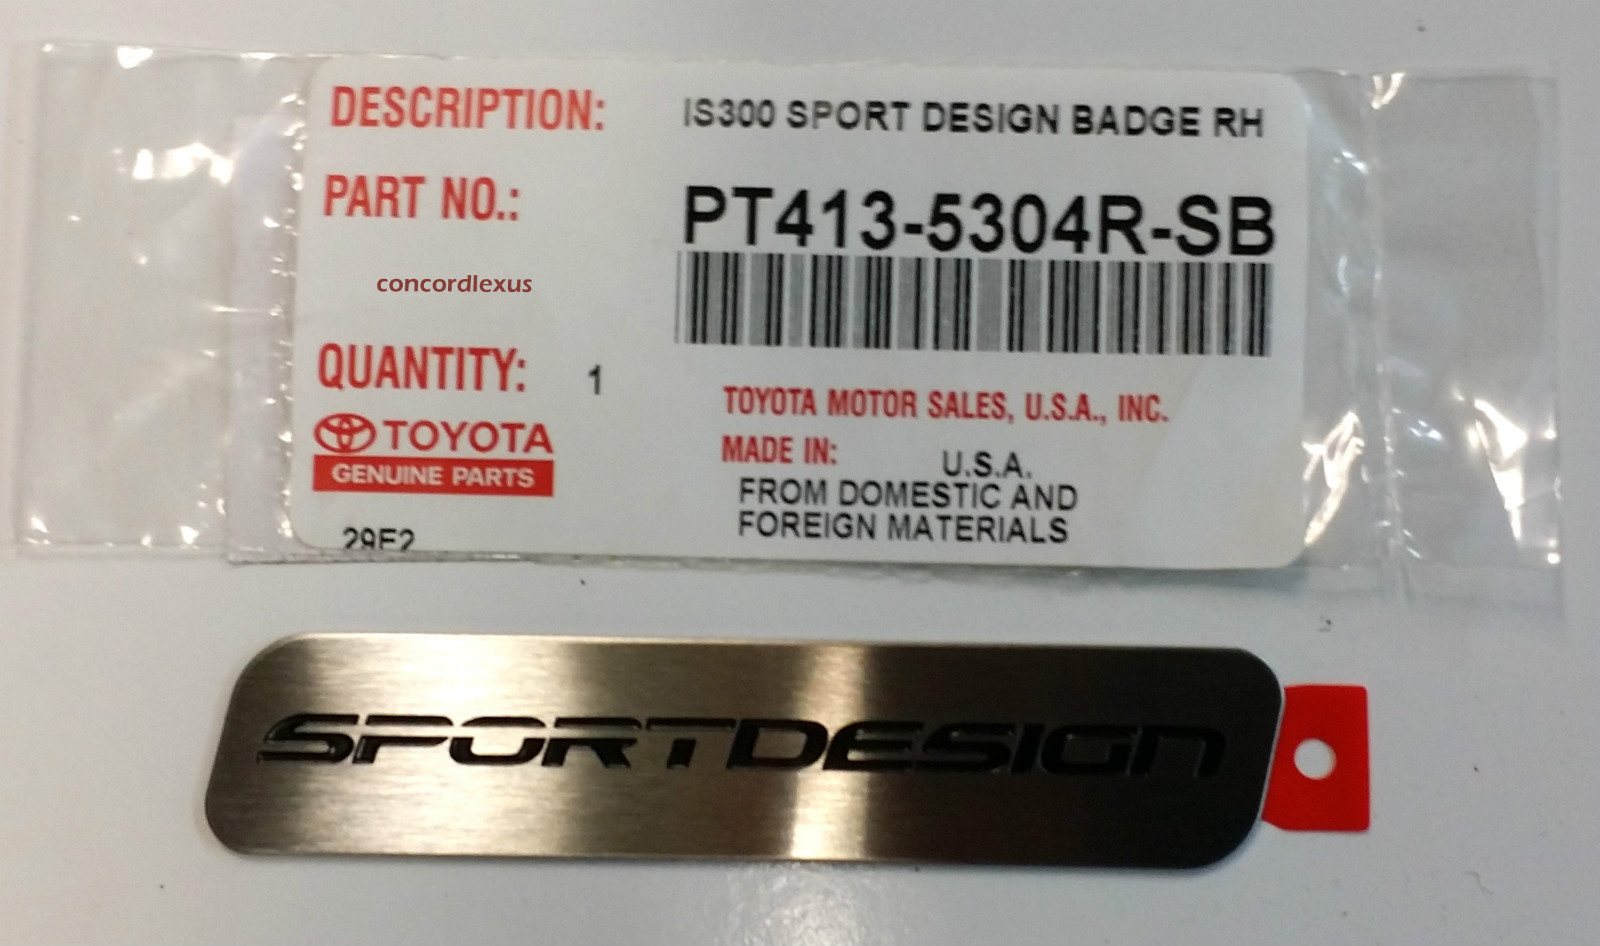 DESCRIPTION: IS300 SPORT DESIGN BADGE RH
PART NO.: PT413-5304R-SB
concordlexus
QUANTITY: 1
TOYOTA MOTOR SALES, U.S.A., INC.
TOYOTA
GENUINE PARTS
MADE IN: U.S.A.
FROM DOMESTIC AND
FOREIGN MATERIALS
29F2
SPORTDESIGN